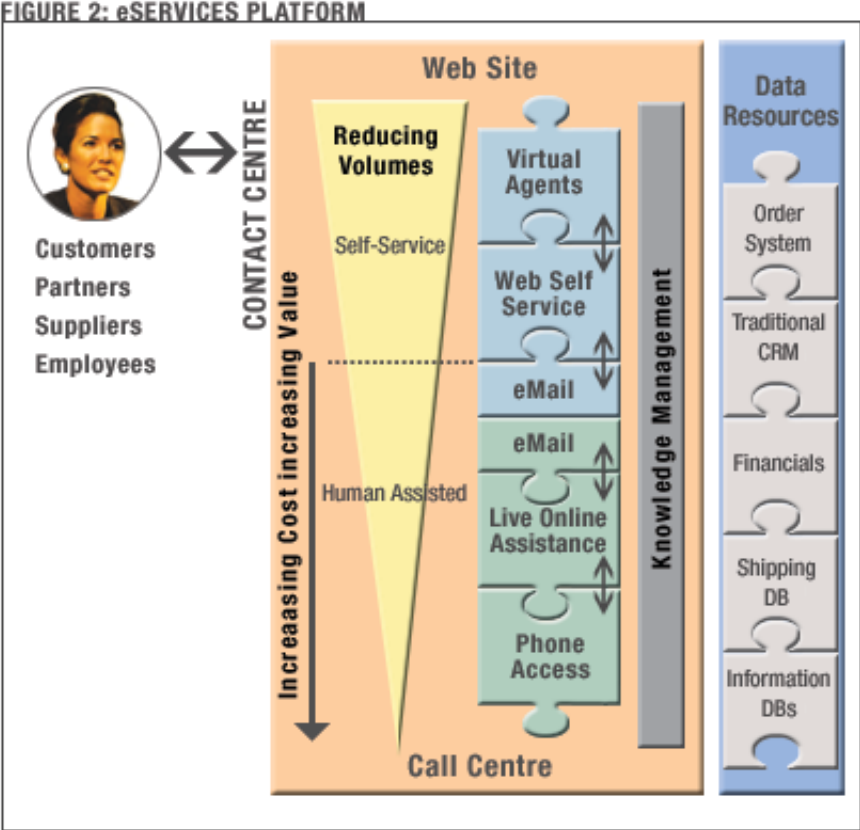 FIGURE 2: eSERVICES PLATFORM
Customers
Partners
Suppliers
Employees
CONTACT CENTRE
Web Site
Reducing
Volumes
Self-Service
Human Assisted
Increaasing Cost increasing Value
Virtual
Agents
Web Self
Service
eMail
eMail
Live Online
Assistance
Phone
Access
Knowledge Management
Call Centre
Data
Resources
Order
System
Traditional
CRM
Financials
Shipping
DB
Information
DBs